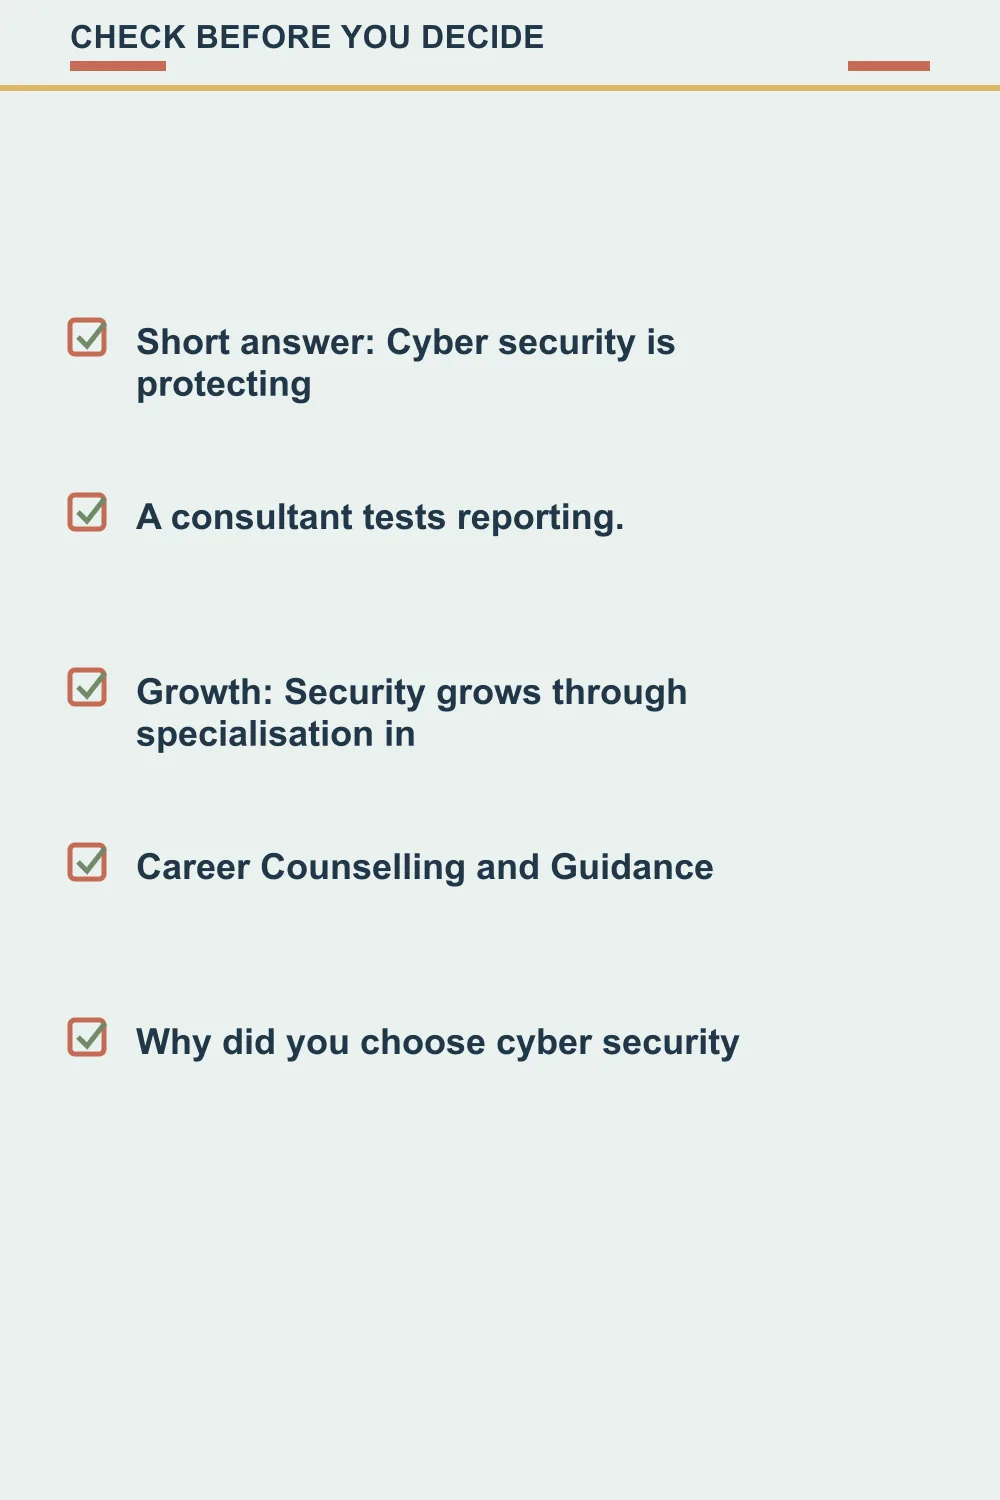 CHECK BEFORE YOU DECIDE
Short answer: Cyber security is
protecting
A consultant tests reporting.
Growth: Security grows through
specialisation in
Career Counselling and Guidance
Why did you choose cyber security